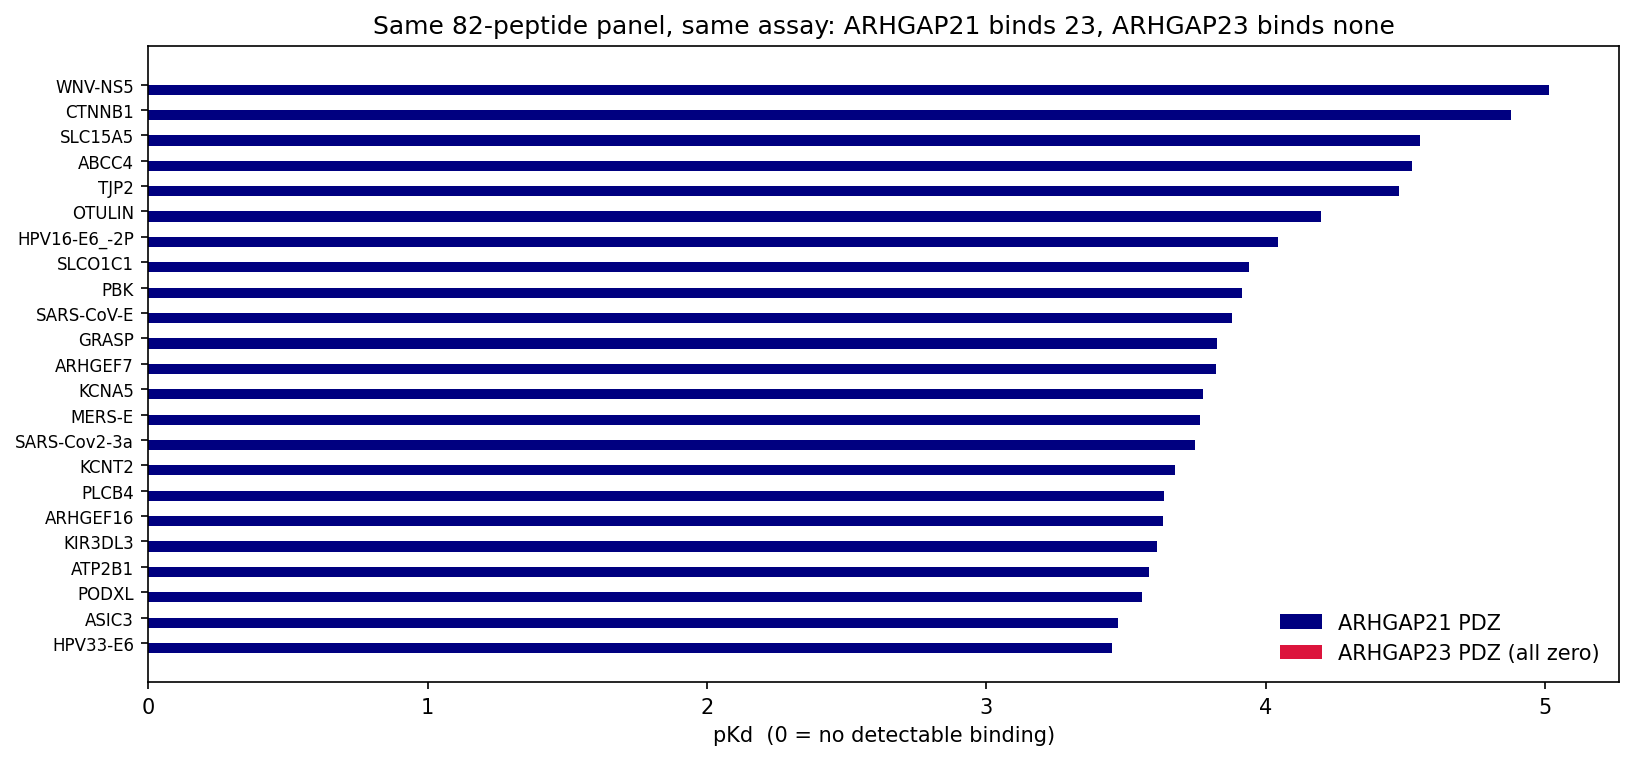 Same 82-peptide panel, same assay: ARHGAP21 binds 23, ARHGAP23 binds none
WNV-NS5
CTNNB1
SLC15A5
ABCC4
TJP2
OTULIN
HPV16-E6_-2P
SLCO1C1
PBK
SARS-CoV-E
GRASP
ARHGEF7
KCNA5
MERS-E
SARS-Cov2-3a
KCNT2
PLCB4
ARHGEF16
KIR3DL3
ATP2B1
PODXL
ASIC3
HPV33-E6
ARHGAP21 PDZ
ARHGAP23 PDZ (all zero)
0 1 2 3 4 5
pKd (0 = no detectable binding)